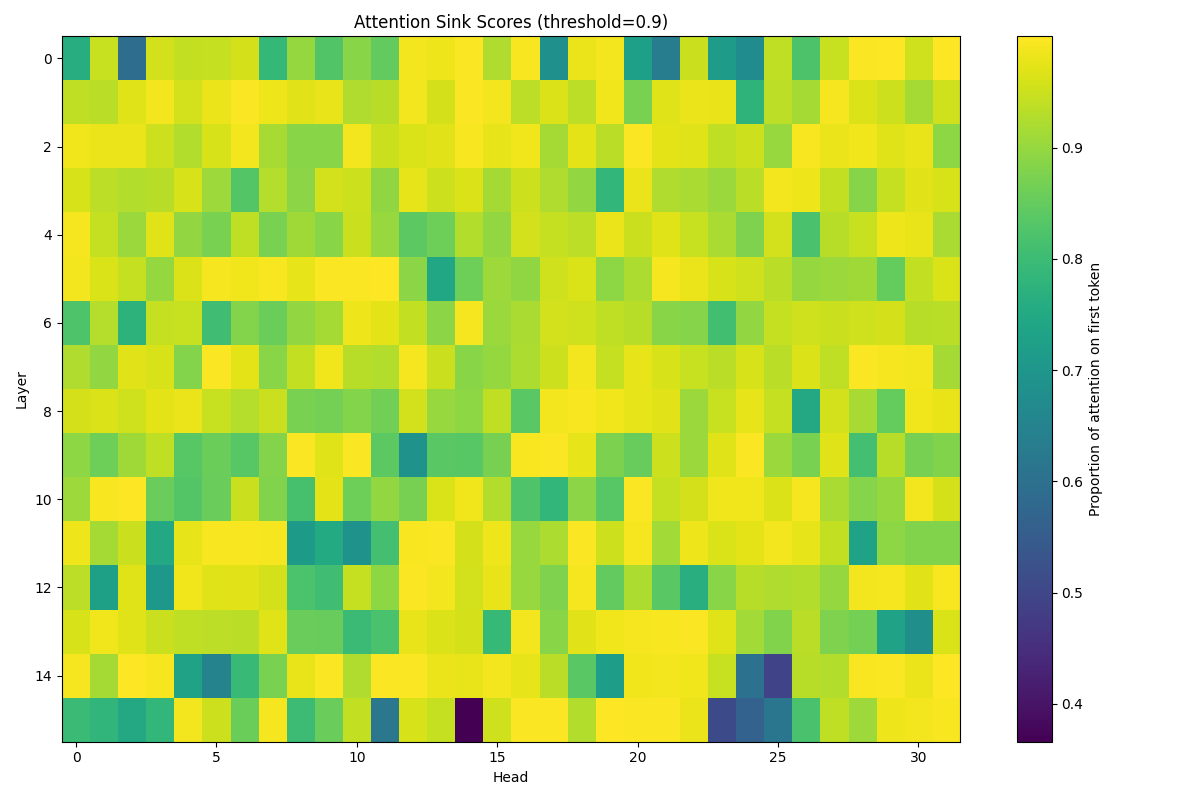 Attention Sink Scores (threshold=0.9)
0
2
4
6
8
10
12
14
Layer
0 5 10 15 20 25 30
Head
0.9
0.8
0.7
0.6
0.5
0.4
Proportion of attention on first token